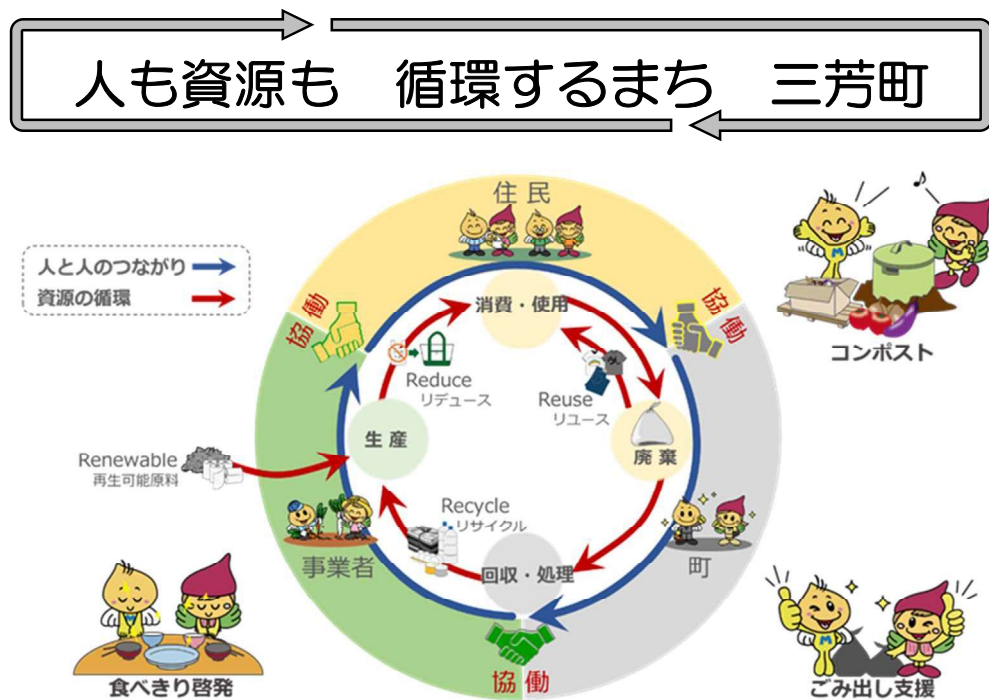 人も資源も　循環するまち　三芳町
人と人のつながり
資源の循環
住民
協働
協働
消費・使用
Reduce
リデュース
Reuse
リユース
生産
廃棄
Renewable
再生可能原料
Recycle
リサイクル
事業者
回収・処理
町
協働
コンポスト
食べきり啓発
ごみ出し支援
M
M
M